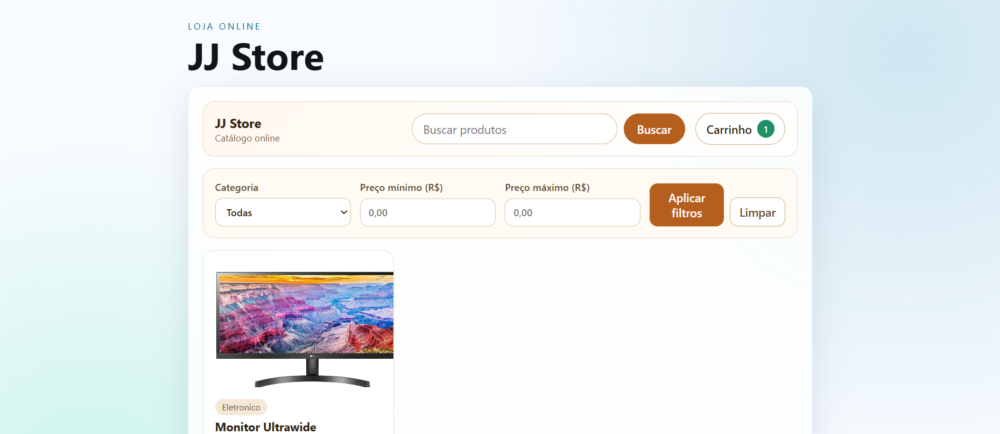 LOJA ONLINE
JJ Store
JJ Store
Catálogo online
Buscar produtos
Buscar
Carrinho 1
Categoria
Todas
Preço mínimo (R$)
0,00
Preço máximo (R$)
0,00
Aplicar
filtros
Limpar
LG
Eletronico
Monitor Ultrawide